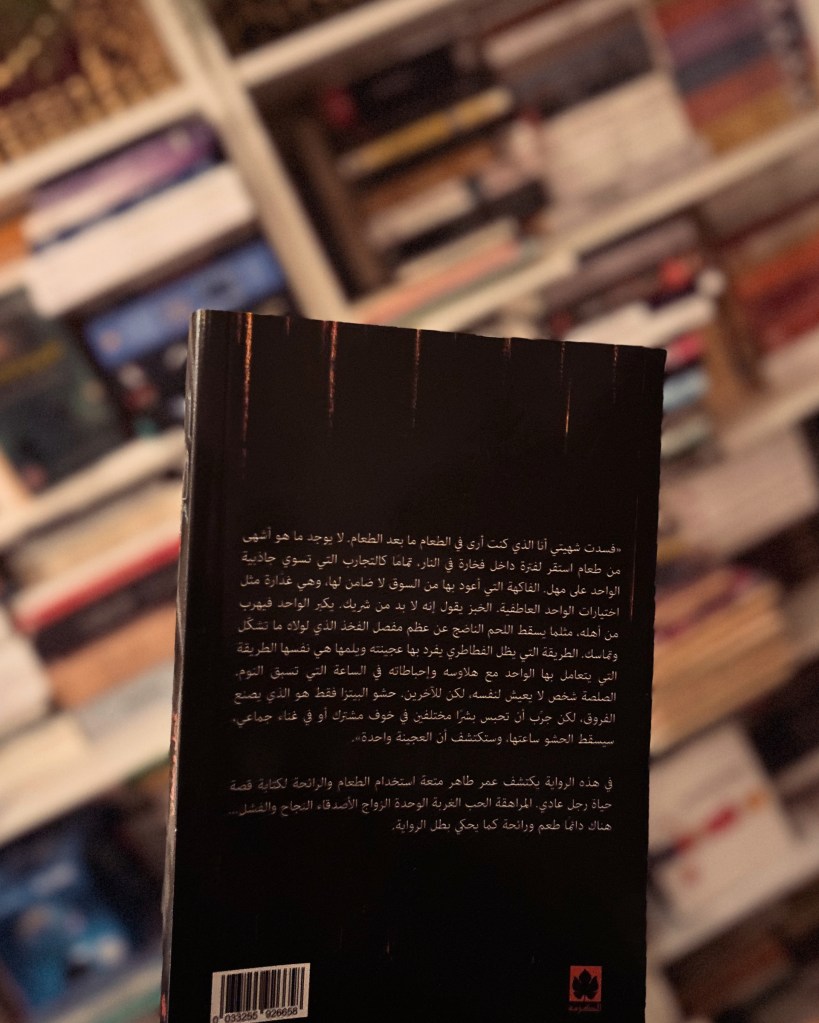 «فسدت شهيتي أنا الذي كنت أرى في الطعام ما بعد الطعام. لا يوجد ما هو أشهى
من طعام استقر لفترة داخل فخارة في النار، تمامًا كالتجارب التي تسوي جاذبية
الواحد على مهل. الفاكهة التي أعود بها من السوق لا ضامن لها، وهي غدّارة مثل
اختيارات الواحد العاطفية. الخبز يقول إنه لا بد من شريك. يكبر الواحد فيهرب
من أهله، مثلما يسقط اللحم الناضج عن عظم مفصل الفخذ الذي لولاه ما تشكّل
وتماسك. الطريقة التي يظل الفطاطري يفرد بها عجينته ويلمها هي نفسها الطريقة
التي يتعامل بها الواحد مع هلاوسه وإحباطاته في الساعة التي تسبق النوم.
الصلصة شخص لا يعيش لنفسه، لكن للآخرين. حشو البيتزا فقط هو الذي يصنع
الفروق، لكن جرّب أن تحبس بشرًا مختلفين في خوف مشترك أو في غناء جماعي،
سيسقط الحشو ساعتها، وستكتشف أن العجينة واحدة».
في هذه الرواية يكتشف عمر طاهر متعة استخدام الطعام والرائحة لكتابة قصة
حياة رجل عادي. المراهقة الحب الغربة الوحدة الزواج الأصدقاء النجاح والفشل...
هناك دائمًا طعم ورائحة كما يحكي بطل الرواية.
0 033255 926658
الكرمة